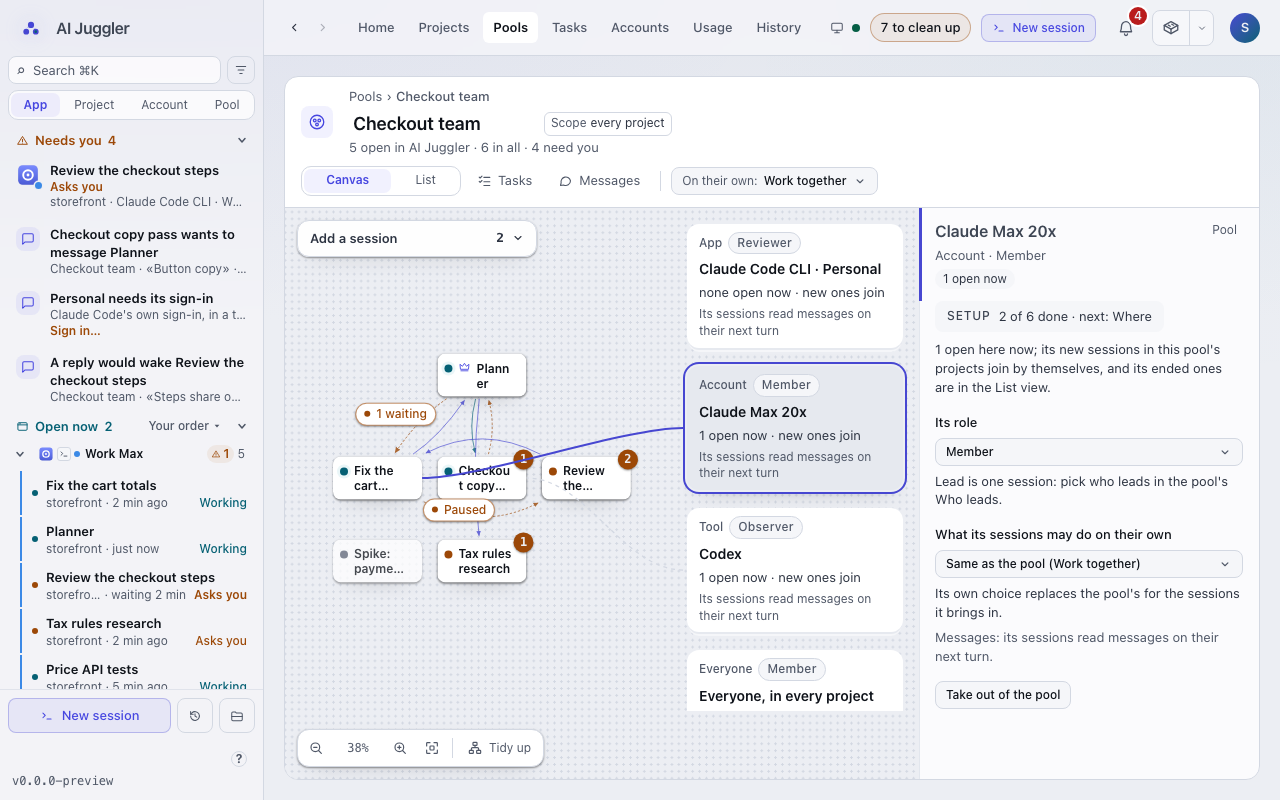 AI Juggler
Search ⌘K
App Project Account Pool
Needs you 4
Review the checkout steps
Asks you
storefront · Claude Code CLI · W...
Checkout copy pass wants to
message Planner
Checkout team · «Button copy» ·...
Personal needs its sign-in
Claude Code's own sign-in, in a t...
Sign in...
A reply would wake Review the
checkout steps
Checkout team · «Steps share o...
Open now 2 Your order
Work Max 1 5
Fix the cart totals
storefront · 2 min ago Working
Planner
storefront · just now Working
Review the checkout steps
storefro... · waiting 2 min Asks you
Tax rules research
storefront · 2 min ago Asks you
Price API tests
storefront · 5 min ago Working
New session
?
v0.0.0-preview
Home Projects Pools Tasks Accounts Usage History
7 to clean up
New session
4
S
Pools › Checkout team
Checkout team
Scope every project
5 open in AI Juggler · 6 in all · 4 need you
Canvas List Tasks Messages On their own: Work together
Add a session 2
Plann
er
1 waiting
Fix the
cart...
1
Checkou
t copy...
2
Review
the...
Paused
Spike:
payme...
1
Tax rules
research
38% Tidy up
App Reviewer
Claude Code CLI · Personal
none open now · new ones join
Its sessions read messages on
their next turn
Account Member
Claude Max 20x
1 open now · new ones join
Its sessions read messages on
their next turn
Tool Observer
Codex
1 open now · new ones join
Its sessions read messages on
their next turn
Everyone Member
Everyone, in every project
Claude Max 20x Pool
Account · Member
1 open now
SETUP 2 of 6 done · next: Where
1 open here now; its new sessions in this pool's
projects join by themselves, and its ended ones
are in the List view.
Its role
Member
Lead is one session: pick who leads in the pool's
Who leads.
What its sessions may do on their own
Same as the pool (Work together)
Its own choice replaces the pool's for the sessions
it brings in.
Messages: its sessions read messages on their
next turn.
Take out of the pool